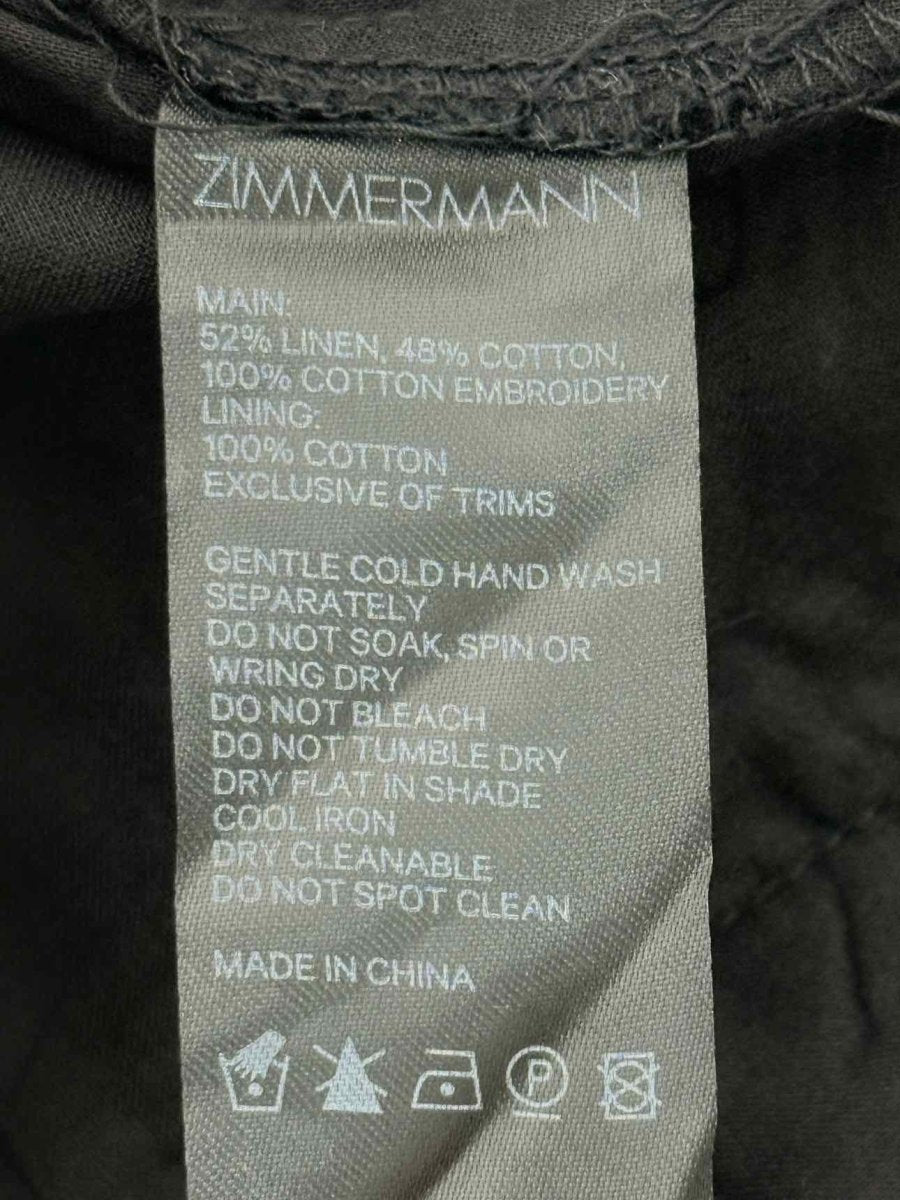 ZIMMERMANN
MAIN:
52% LINEN, 48% COTTON,
100% COTTON EMBROIDERY
LINING:
100% COTTON
EXCLUSIVE OF TRIMS
GENTLE COLD HAND WASH
SEPARATELY
DO NOT SOAK, SPIN OR
WRING DRY
DO NOT BLEACH
DO NOT TUMBLE DRY
DRY FLAT IN SHADE
COOL IRON
DRY CLEANABLE
DO NOT SPOT CLEAN
MADE IN CHINA
P